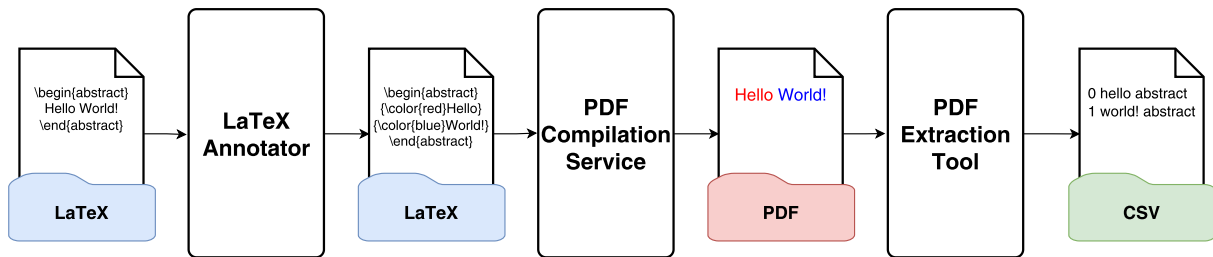 \begin{abstract}
Hello World!
\end{abstract}
LaTeX
LaTeX
Annotator
\begin{abstract}
{\color{red}Hello}
{\color{blue}World!}
\end{abstract}
LaTeX
PDF
Compilation
Service
Hello World!
PDF
PDF
Extraction
Tool
0 hello abstract
1 world! abstract
CSV